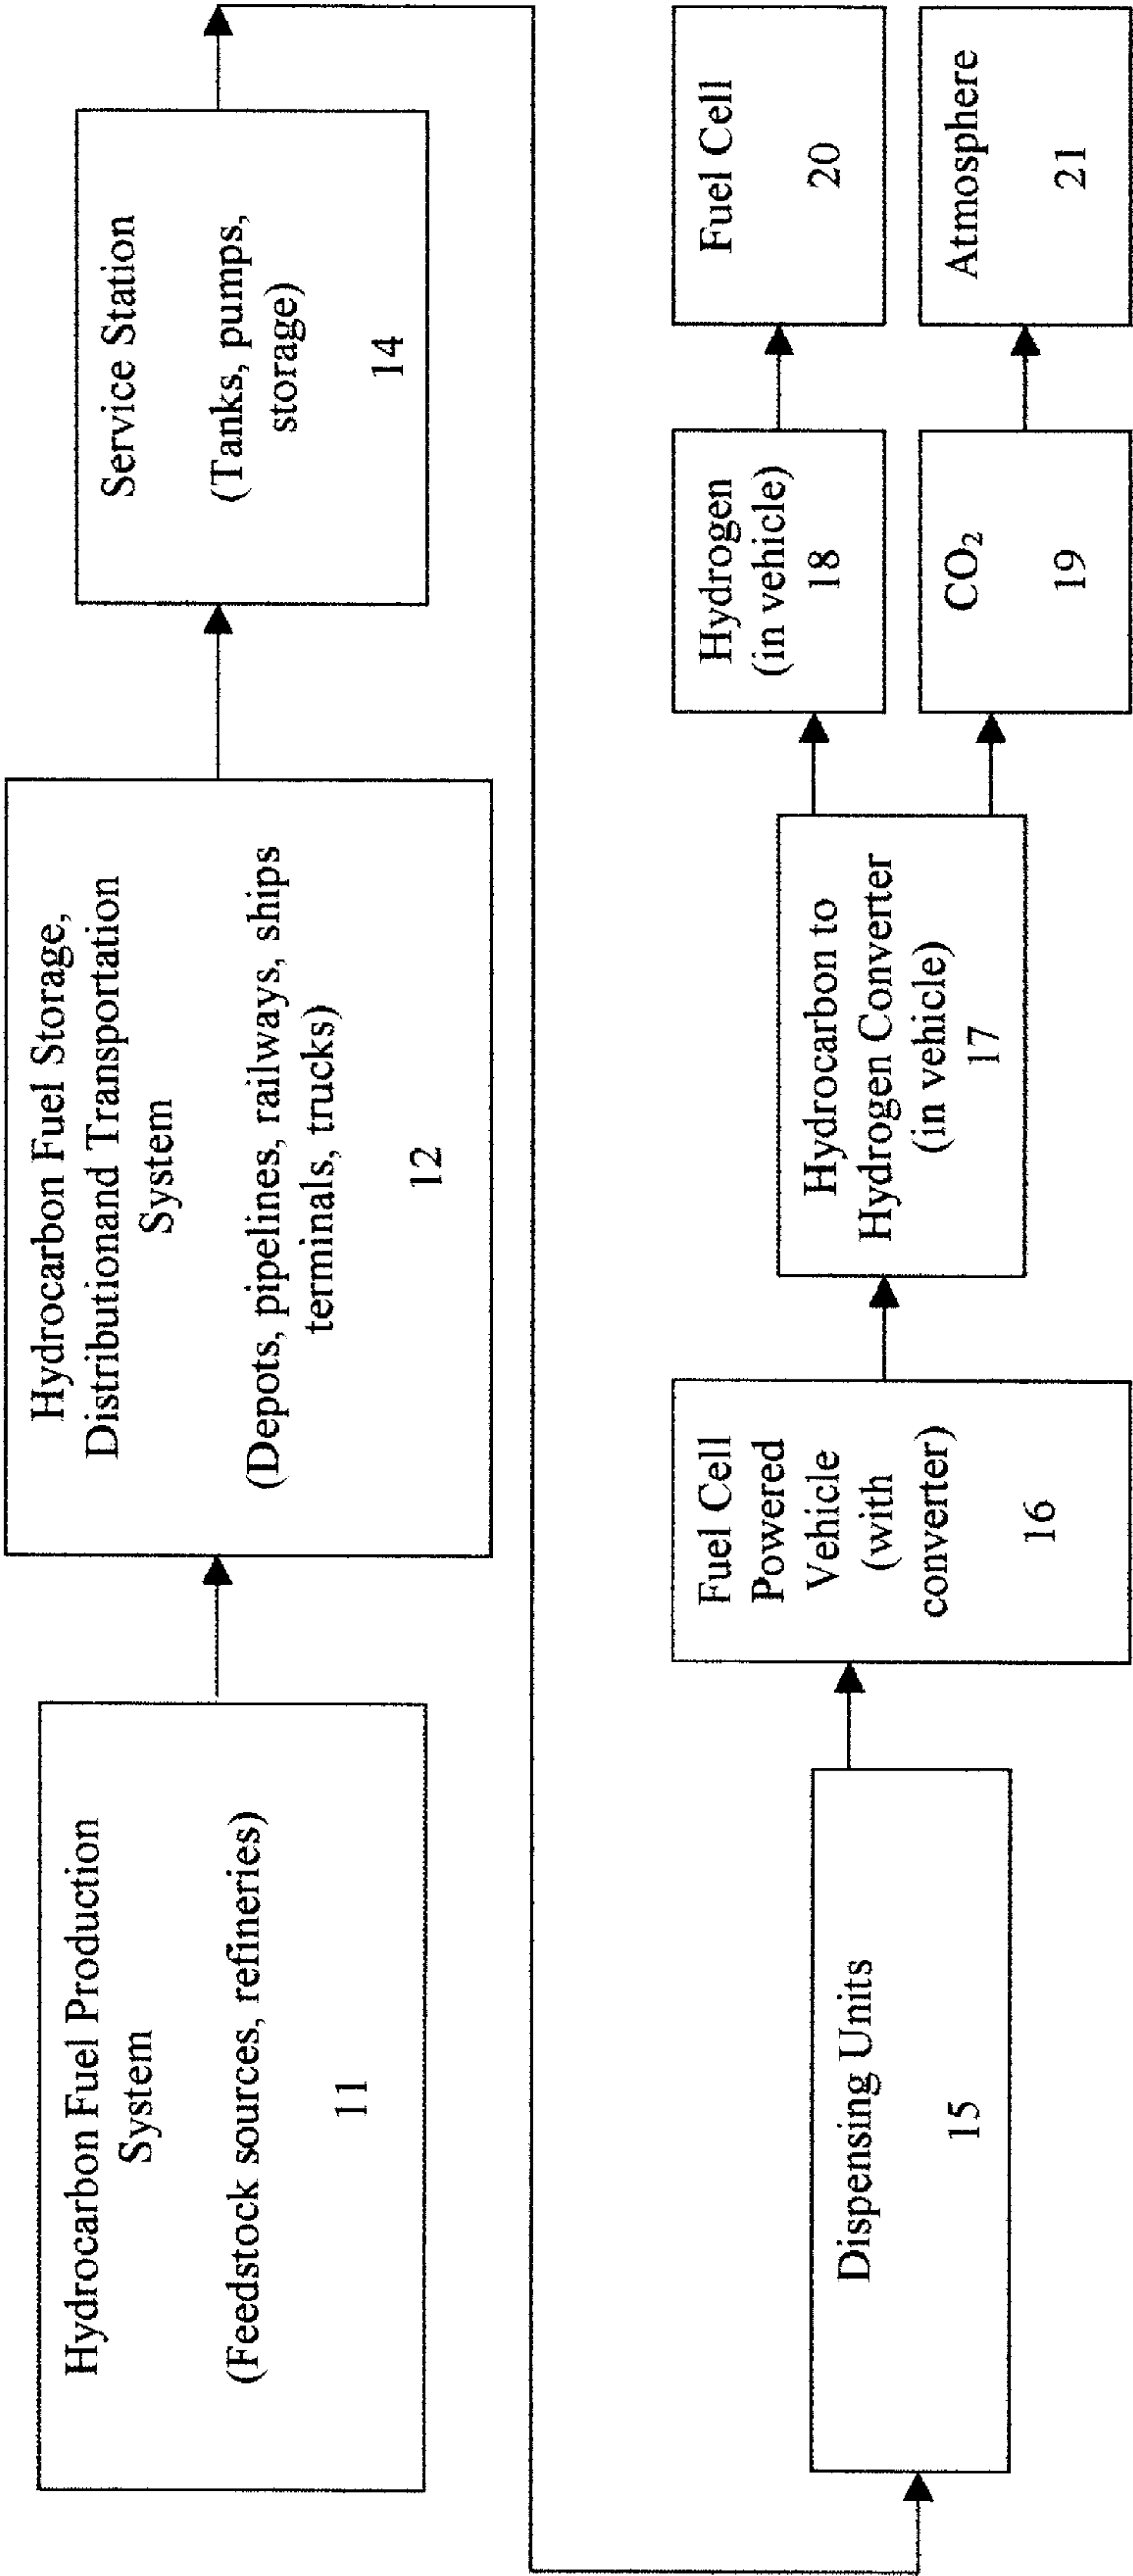 Hydrocarbon Fuel Production
System
(Feedstock sources, refineries)
11
Hydrocarbon Fuel Storage,
Distributionand Transportation
System
(Depots, pipelines, railways, ships
terminals, trucks)
12
Service Station
(Tanks, pumps,
storage)
14
Dispensing Units
15
Fuel Cell
Powered
Vehicle
(with
converter)
16
Hydrocarbon to
Hydrogen Converter
(in vehicle)
17
Hydrogen
(in vehicle)
18
Fuel Cell
20
CO₂
19
Atmosphere
21